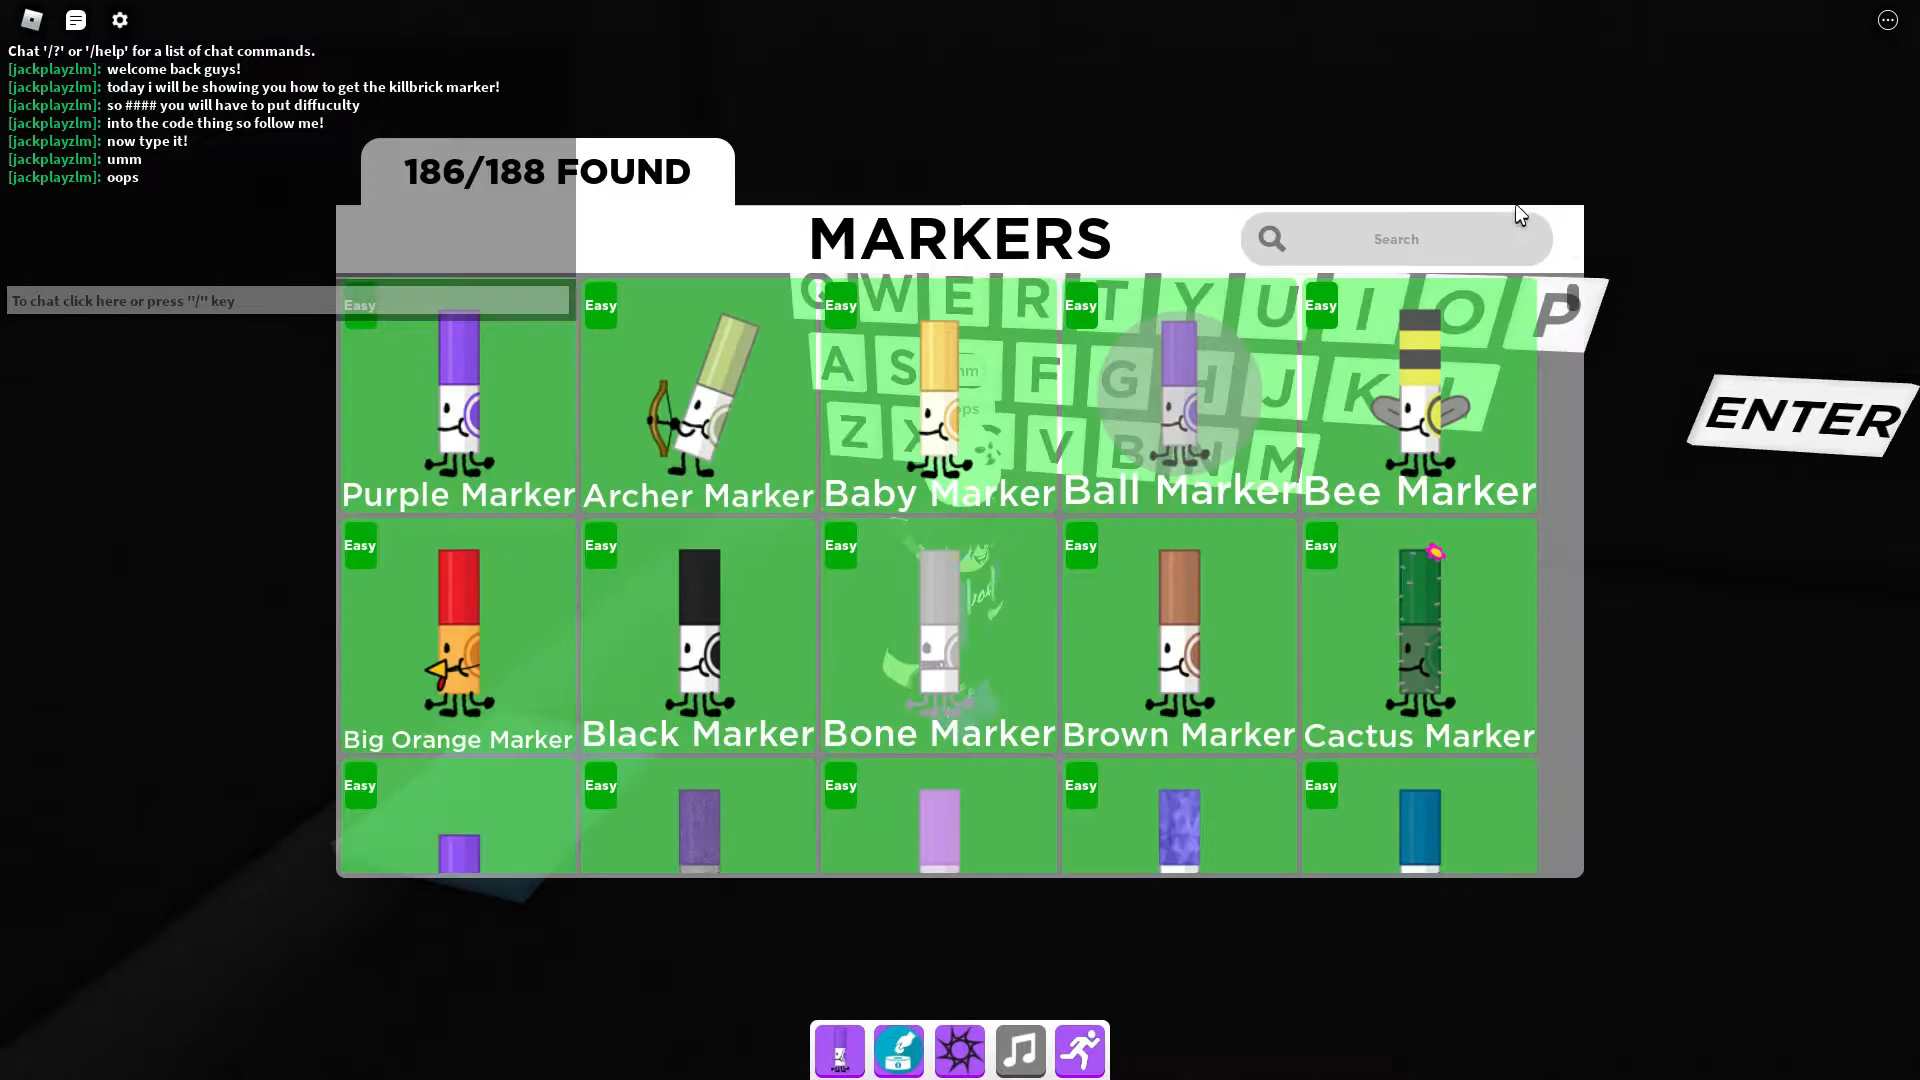 Chat '/?' or '/help' for a list of chat commands.
[jackplayzlm]: welcome back guys!
[jackplayzlm]: today i will be showing you how to get the killbrick marker!
[jackplayzlm]: so #### you will have to put diffuculty
[jackplayzlm]: into the code thing so follow me!
[jackplayzlm]: now type it!
[jackplayzlm]: umm
[jackplayzlm]: oops
186/188 FOUND
MARKERS
Search
To chat click here or press "/" key
Q W E R T Y U I O P
A S F G H J K L
Z X V B N M
ENTER
Easy Easy Easy Easy Easy
Purple Marker Archer Marker Baby Marker Ball Marker Bee Marker
Easy Easy Easy Easy Easy
Big Orange Marker Black Marker Bone Marker Brown Marker Cactus Marker
Easy Easy Easy Easy Easy